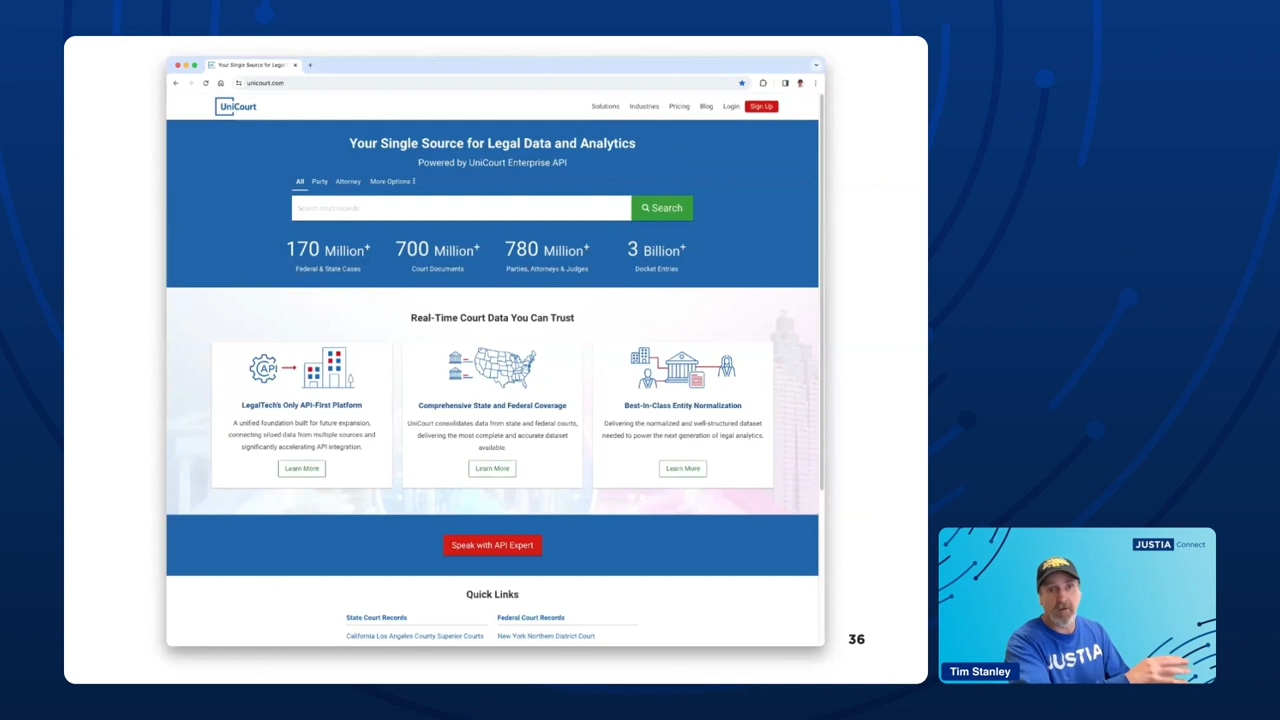 Your Single Source for Legal
unicourt.com
UniCourt
Solutions Industries Pricing Blog Login Sign Up
Your Single Source for Legal Data and Analytics
Powered by UniCourt Enterprise API
All Party Attorney More Options
Search court records
Search
170 Million+ 700 Million+ 780 Million+ 3 Billion+
Federal & State Cases Court Documents Parties, Attorneys & Judges Docket Entries
Real-Time Court Data You Can Trust
API
LegalTech's Only API-First Platform
A unified foundation built for future expansion,
connecting siloed data from multiple sources and
significantly accelerating API integration.
Learn More
Comprehensive State and Federal Coverage
UniCourt consolidates data from state and federal courts,
delivering the most complete and accurate dataset
available.
Learn More
Best-In-Class Entity Normalization
Delivering the normalized and well-structured dataset
needed to power the next generation of legal analytics.
Learn More
Speak with API Expert
Quick Links
State Court Records Federal Court Records
California Los Angeles County Superior Courts New York Northern District Court
36
JUSTIA Connect
JUSTIA
Tim Stanley